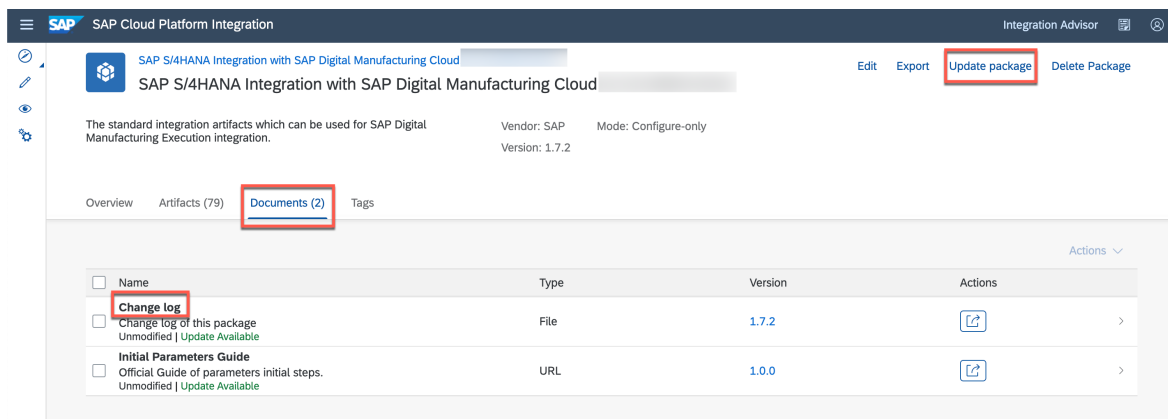 SAP SAP Cloud Platform Integration Integration Advisor
SAP S/4HANA Integration with SAP Digital Manufacturing Cloud
SAP S/4HANA Integration with SAP Digital Manufacturing Cloud
Edit Export Update package Delete Package
The standard integration artifacts which can be used for SAP Digital
Manufacturing Execution integration.
Vendor: SAP Mode: Configure-only
Version: 1.7.2
Overview Artifacts (79) Documents (2) Tags
Actions
Name Type Version Actions
Change log
Change log of this package
Unmodified | Update Available
File 1.7.2
Initial Parameters Guide
Official Guide of parameters initial steps.
Unmodified | Update Available
URL 1.0.0